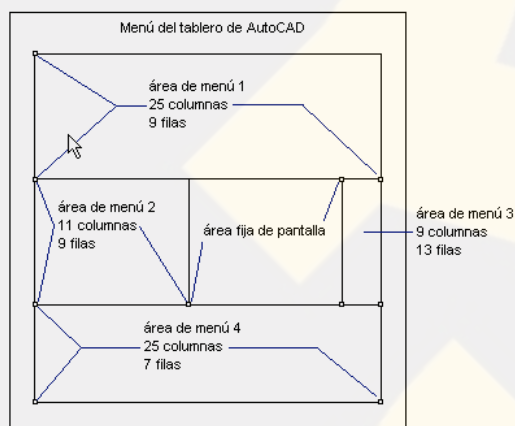 Menú del tablero de AutoCAD
área de menú 1
25 columnas
9 filas
área de menú 2
11 columnas
9 filas
área fija de pantalla
área de menú 3
9 columnas
13 filas
área de menú 4
25 columnas
7 filas